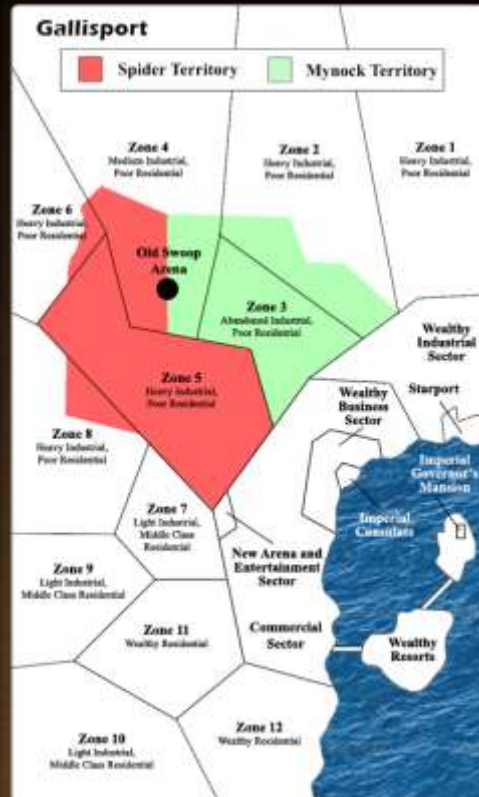 Gallisport
Spider Territory
Mynock Territory
Zone 4
Medium Industrial,
Poor Residential
Zone 2
Heavy Industrial,
Poor Residential
Zone 1
Heavy Industrial,
Poor Residential
Zone 6
Heavy Industrial,
Poor Residential
Old Swoop
Arena
Zone 3
Abandoned Industrial,
Poor Residential
Wealthy
Industrial
Sector
Zone 5
Heavy Industrial,
Poor Residential
Wealthy
Business
Sector
Starport
Zone 8
Heavy Industrial,
Poor Residential
Imperial
Governor's
Mansion
Zone 7
Light Industrial,
Middle Class
Residential
Imperial
Consulate
New Arena and
Entertainment
Sector
Zone 9
Light Industrial,
Middle Class Residential
Zone 11
Wealthy Residential
Commercial
Sector
Wealthy
Resorts
Zone 10
Light Industrial,
Middle Class Residential
Zone 12
Wealthy Residential